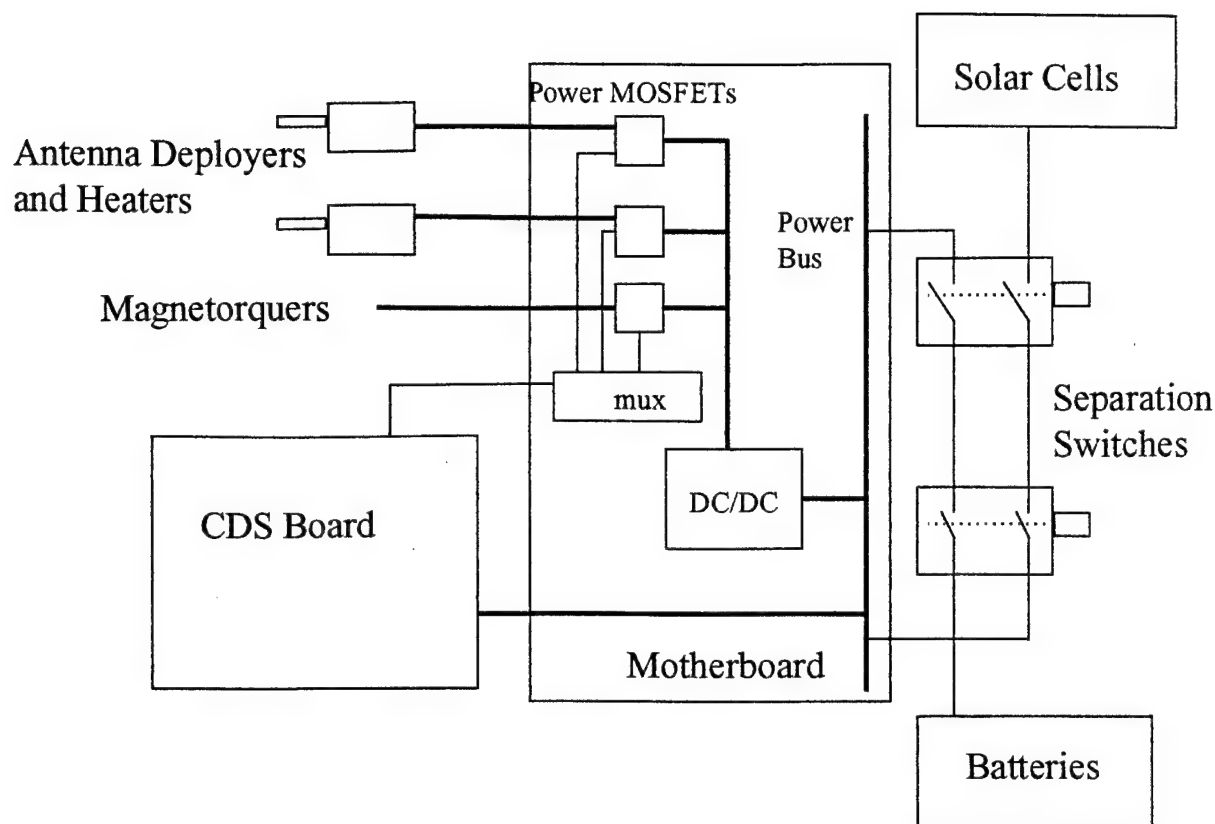 Solar Cells
Power MOSFETs
Antenna Deployers
and Heaters
Power
Bus
Magnetorquers
mux
Separation
Switches
DC/DC
CDS Board
Motherboard
Batteries